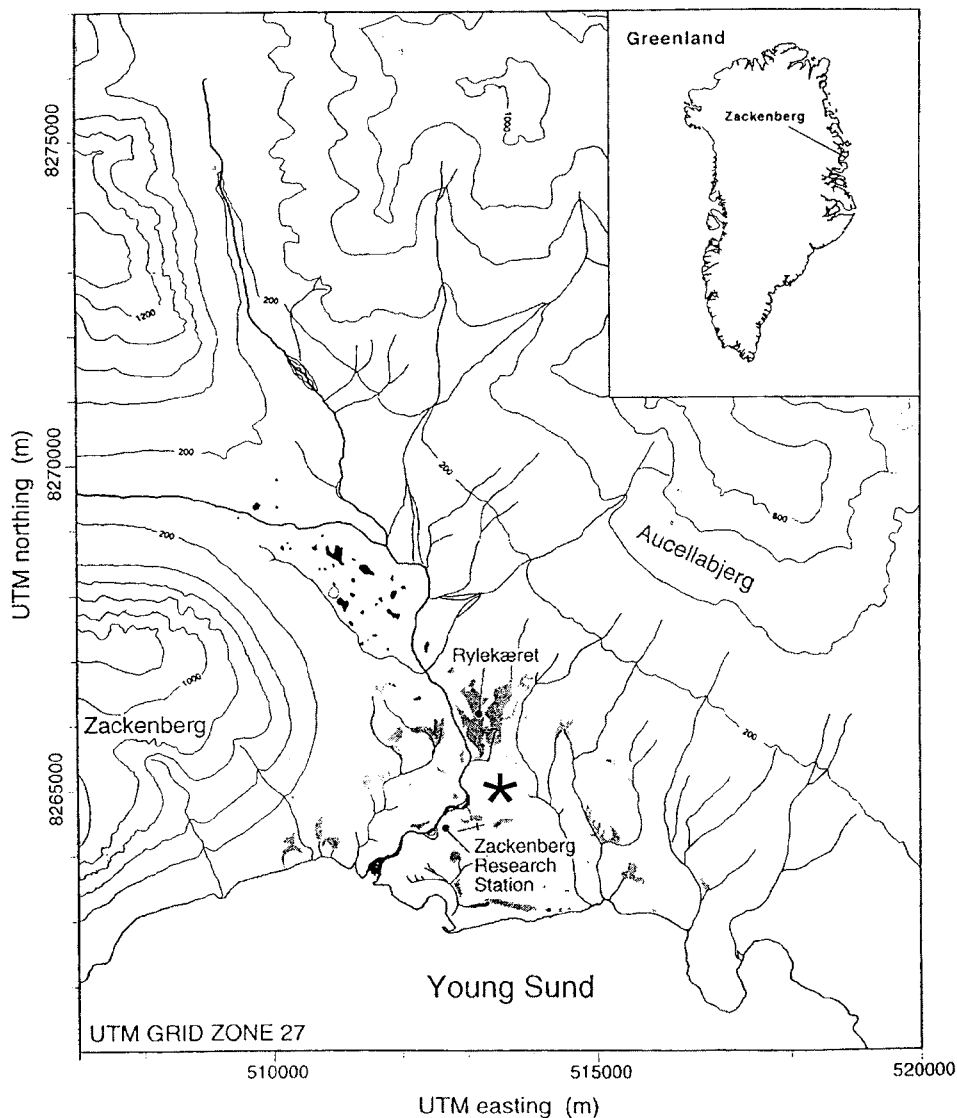 Greenland
Zackenberg
1000
8275000
1200
200
200
200
8270000
200
800
UTM northing (m)
Aucellabjerg
Rylekæret
1000
Zackenberg
200
8265000
Zackenberg
Research
Station
Young Sund
UTM GRID ZONE 27
510000
515000
520000
UTM easting (m)